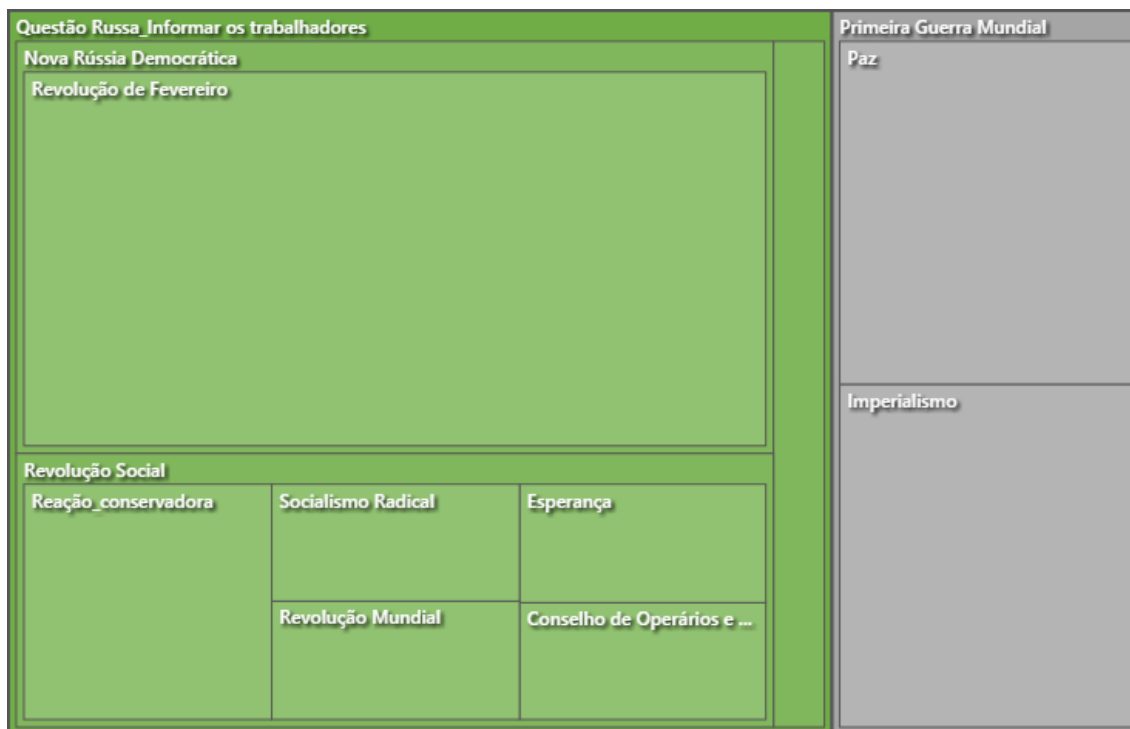 Questão Russa_Informar os trabalhadores
Nova Rússia Democrática
Revolução de Fevereiro
Revolução Social
Reação_conservadora
Socialismo Radical
Esperança
Revolução Mundial
Conselho de Operários e ...
Primeira Guerra Mundial
Paz
Imperialismo